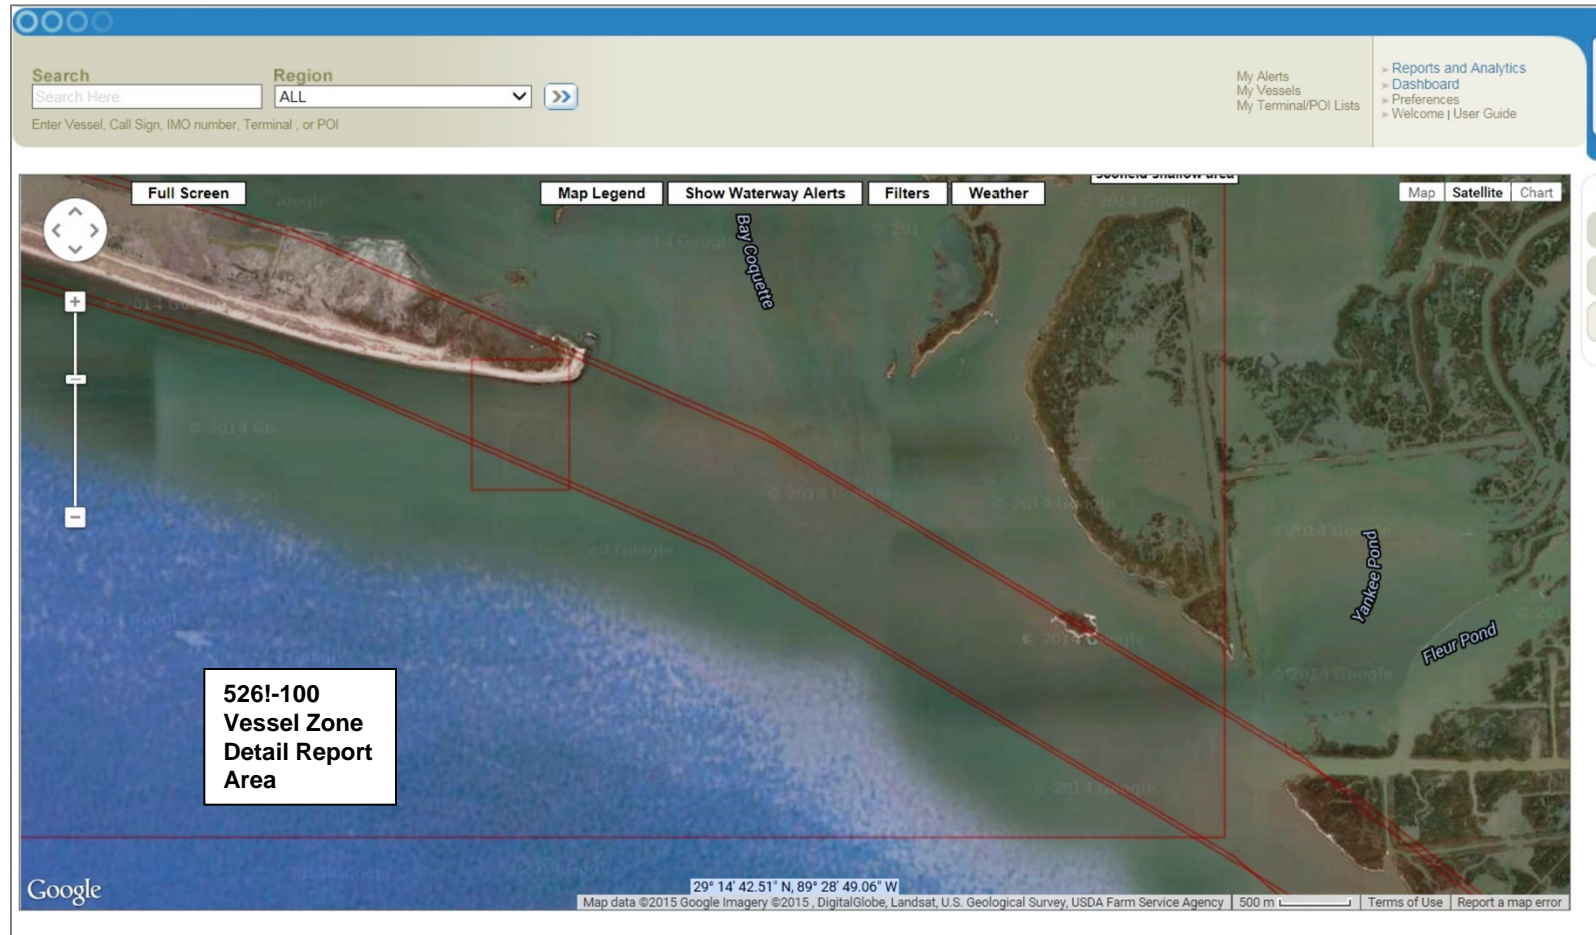 Search
Region
Search Here
ALL
Enter Vessel, Call Sign, IMO number, Terminal , or POI
My Alerts
My Vessels
My Terminal/POI Lists
Reports and Analytics
Dashboard
Preferences
Welcome | User Guide
Full Screen
Map Legend
Show Waterway Alerts
Filters
Weather
Map
Satellite
Chart
Bay Coquette
Yankee Pond
Fleur Pond
526!-100
Vessel Zone
Detail Report
Area
Google
29° 14' 42.51" N, 89° 28' 49.06" W
Map data ©2015 Google Imagery ©2015 , DigitalGlobe, Landsat, U.S. Geological Survey, USDA Farm Service Agency
500 m
Terms of Use
Report a map error